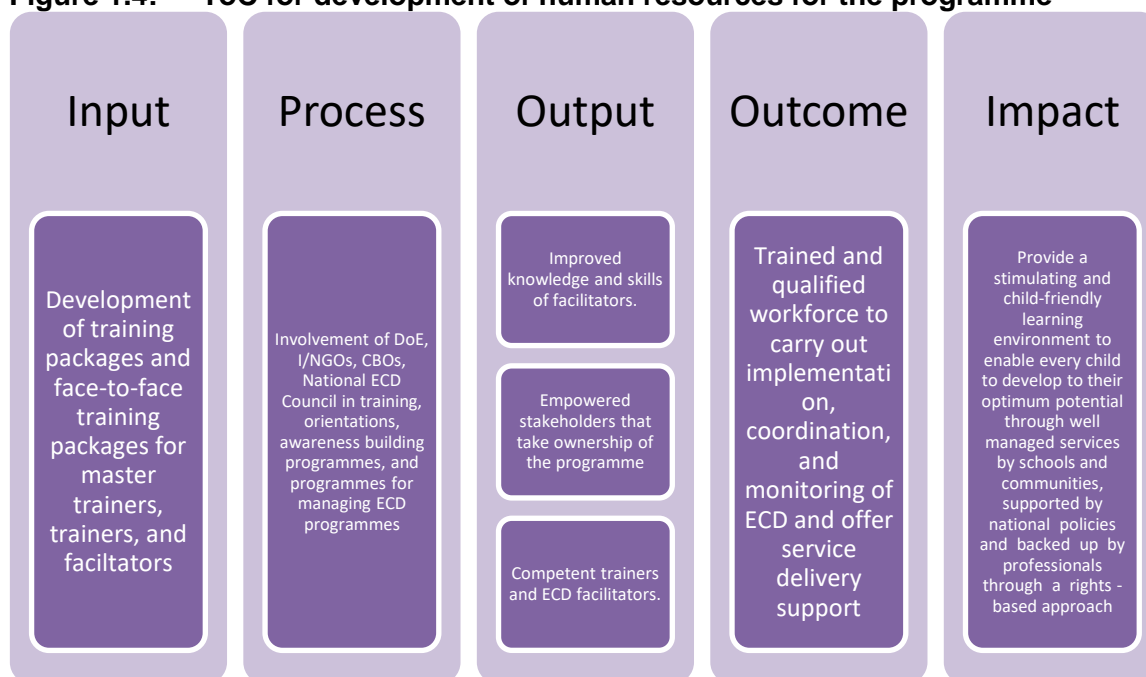 Figure 1.4: ToC for development of human resources for the programme
Input
Development
of training
packages and
face-to-face
training
packages for
master
trainers,
trainers, and
faciltators
Process
Involvement of DoE,
I/NGOs, CBOs,
National ECD
Council in training,
orientations,
awareness building
programmes, and
programmes for
managing ECD
programmes
Output
Improved
knowledge and skills
of facilitators.
Empowered
stakeholders that
take ownership of
the programme
Competent trainers
and ECD facilitators.
Outcome
Trained and
qualified
workforce to
carry out
implementati
on,
coordination,
and
monitoring of
ECD and offer
service
delivery
support
Impact
Provide a
stimulating and
child-friendly
learning
environment to
enable every child
to develop to their
optimum potential
through well
managed services
by schools and
communities,
supported by
national policies
and backed up by
professionals
through a rights -
based approach